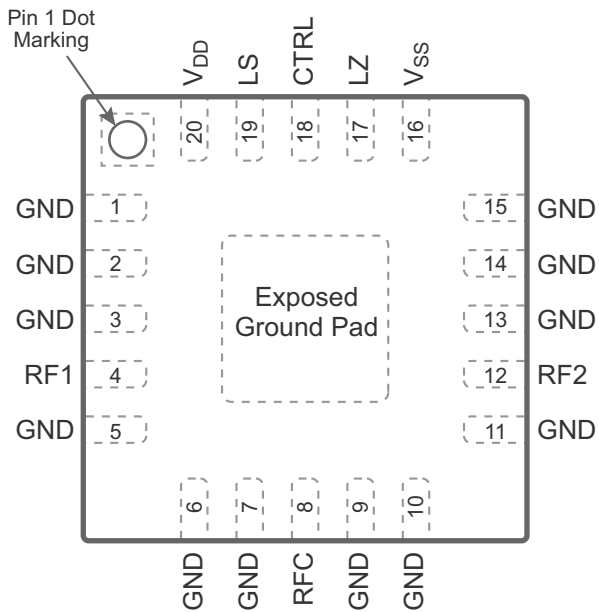 Pin 1 Dot
Marking
VDD
LS
CTRL
LZ
VSS
20
19
18
17
16
GND 1
15 GND
GND 2
14 GND
GND 3
13 GND
RF1 4
12 RF2
GND 5
11 GND
Exposed
Ground Pad
6
7
8
9
10
GND
GND
RFC
GND
GND